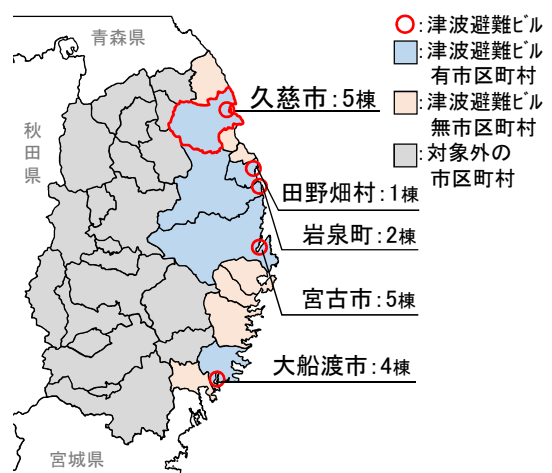 青森県
秋田県
宮城県
○:津波避難ビル
:津波避難ビル
有市区町村
:津波避難ビル
無市区町村
:対象外の
市区町村
久慈市:5棟
田野畑村:1棟
岩泉町:2棟
宮古市:5棟
大船渡市:4棟